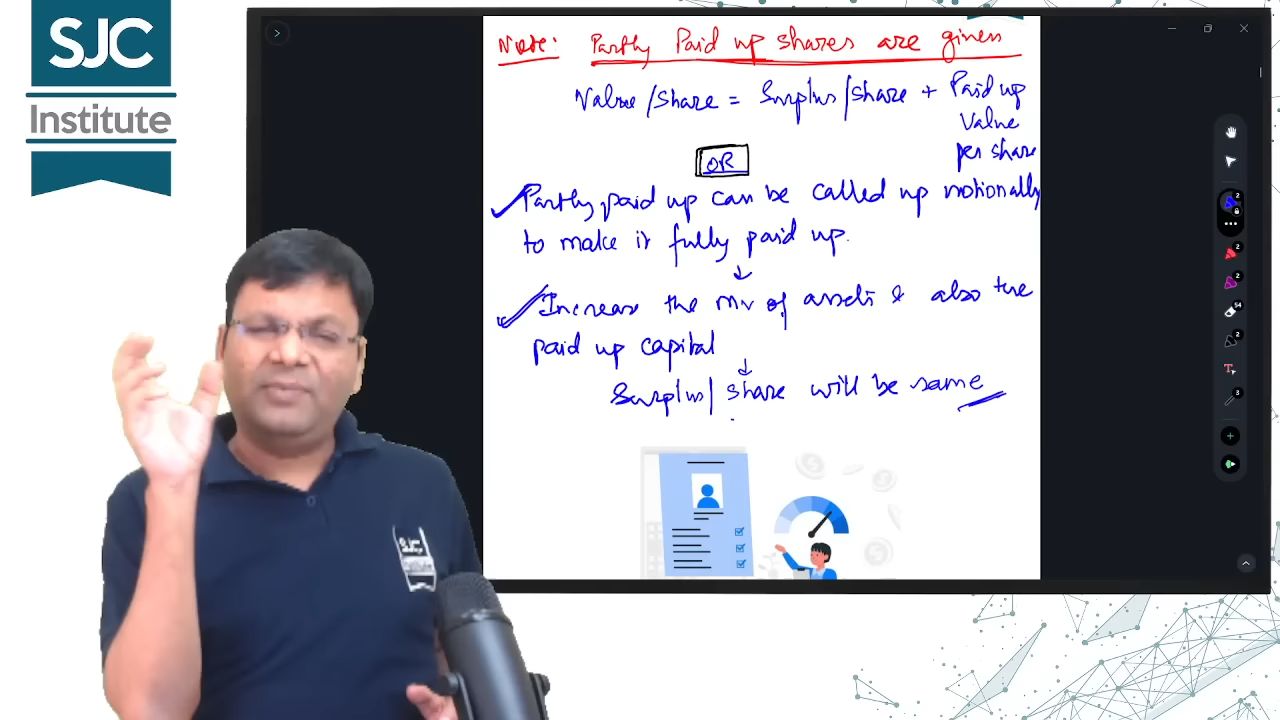 SJC
Institute
Note: Partly Paid up shares are given
Value/share = Surplus/share + Paid up
Value
per share
OR
Partly paid up can be called up notionally
to make it fully paid up.
Increase the mv of assets & also the
paid up capital
Surplus/share will be same